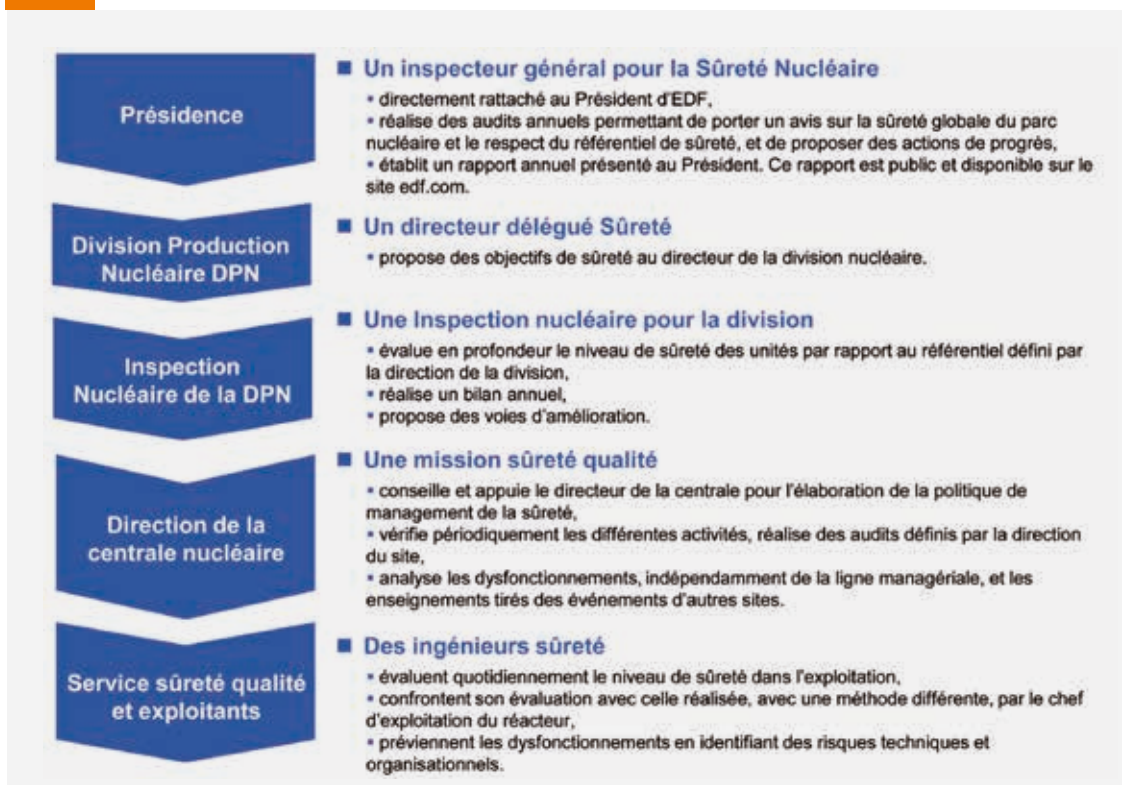 Présidence
■ Un inspecteur général pour la Sûreté Nucléaire
▪ directement rattaché au Président d'EDF,
▪ réalise des audits annuels permettant de porter un avis sur la sûreté globale du parc
nucléaire et le respect du référentiel de sûreté, et de proposer des actions de progrès,
▪ établit un rapport annuel présenté au Président. Ce rapport est public et disponible sur le
site edf.com.
Division Production
Nucléaire DPN
■ Un directeur délégué Sûreté
▪ propose des objectifs de sûreté au directeur de la division nucléaire.
Inspection
Nucléaire de la DPN
■ Une Inspection nucléaire pour la division
▪ évalue en profondeur le niveau de sûreté des unités par rapport au référentiel défini par
la direction de la division,
▪ réalise un bilan annuel,
▪ propose des voies d'amélioration.
Direction de la
centrale nucléaire
■ Une mission sûreté qualité
▪ conseille et appuie le directeur de la centrale pour l'élaboration de la politique de
management de la sûreté,
▪ vérifie périodiquement les différentes activités, réalise des audits définis par la direction
du site,
▪ analyse les dysfonctionnements, indépendamment de la ligne managériale, et les
enseignements tirés des événements d'autres sites.
Service sûreté qualité
et exploitants
■ Des ingénieurs sûreté
▪ évaluent quotidiennement le niveau de sûreté dans l'exploitation,
▪ confrontent son évaluation avec celle réalisée, avec une méthode différente, par le chef
d'exploitation du réacteur,
▪ préviennent les dysfonctionnements en identifiant des risques techniques et
organisationnels.